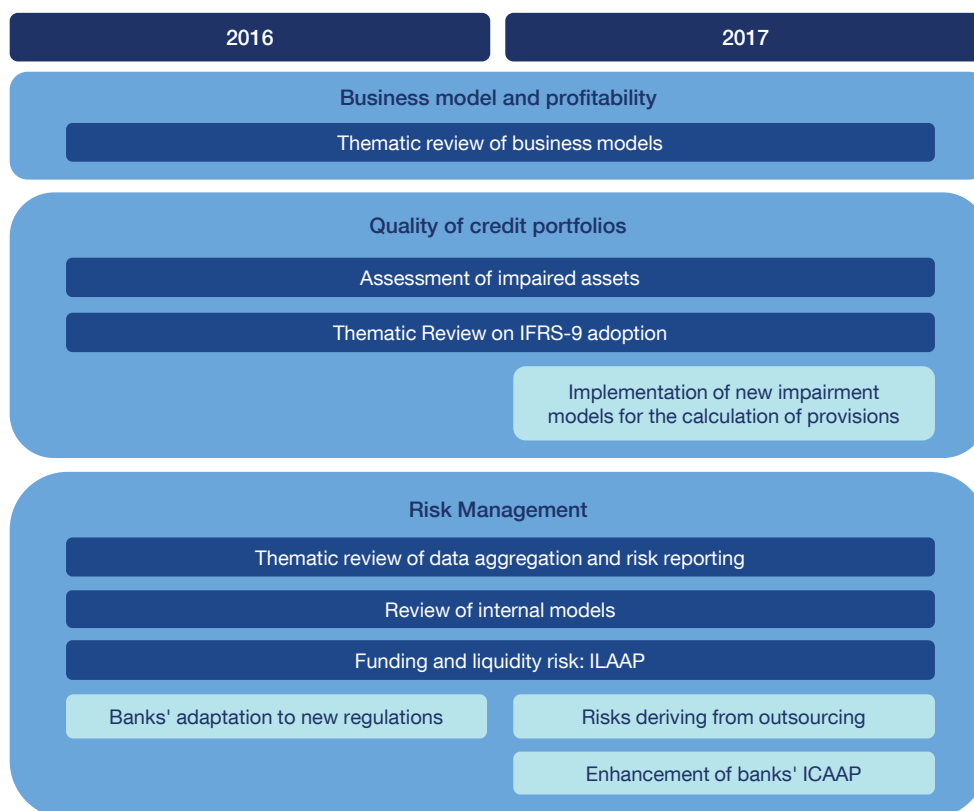 2016
2017
Business model and profitability
Thematic review of business models
Quality of credit portfolios
Assessment of impaired assets
Thematic Review on IFRS-9 adoption
Implementation of new impairment
models for the calculation of provisions
Risk Management
Thematic review of data aggregation and risk reporting
Review of internal models
Funding and liquidity risk: ILAAP
Banks' adaptation to new regulations
Risks deriving from outsourcing
Enhancement of banks' ICAAP